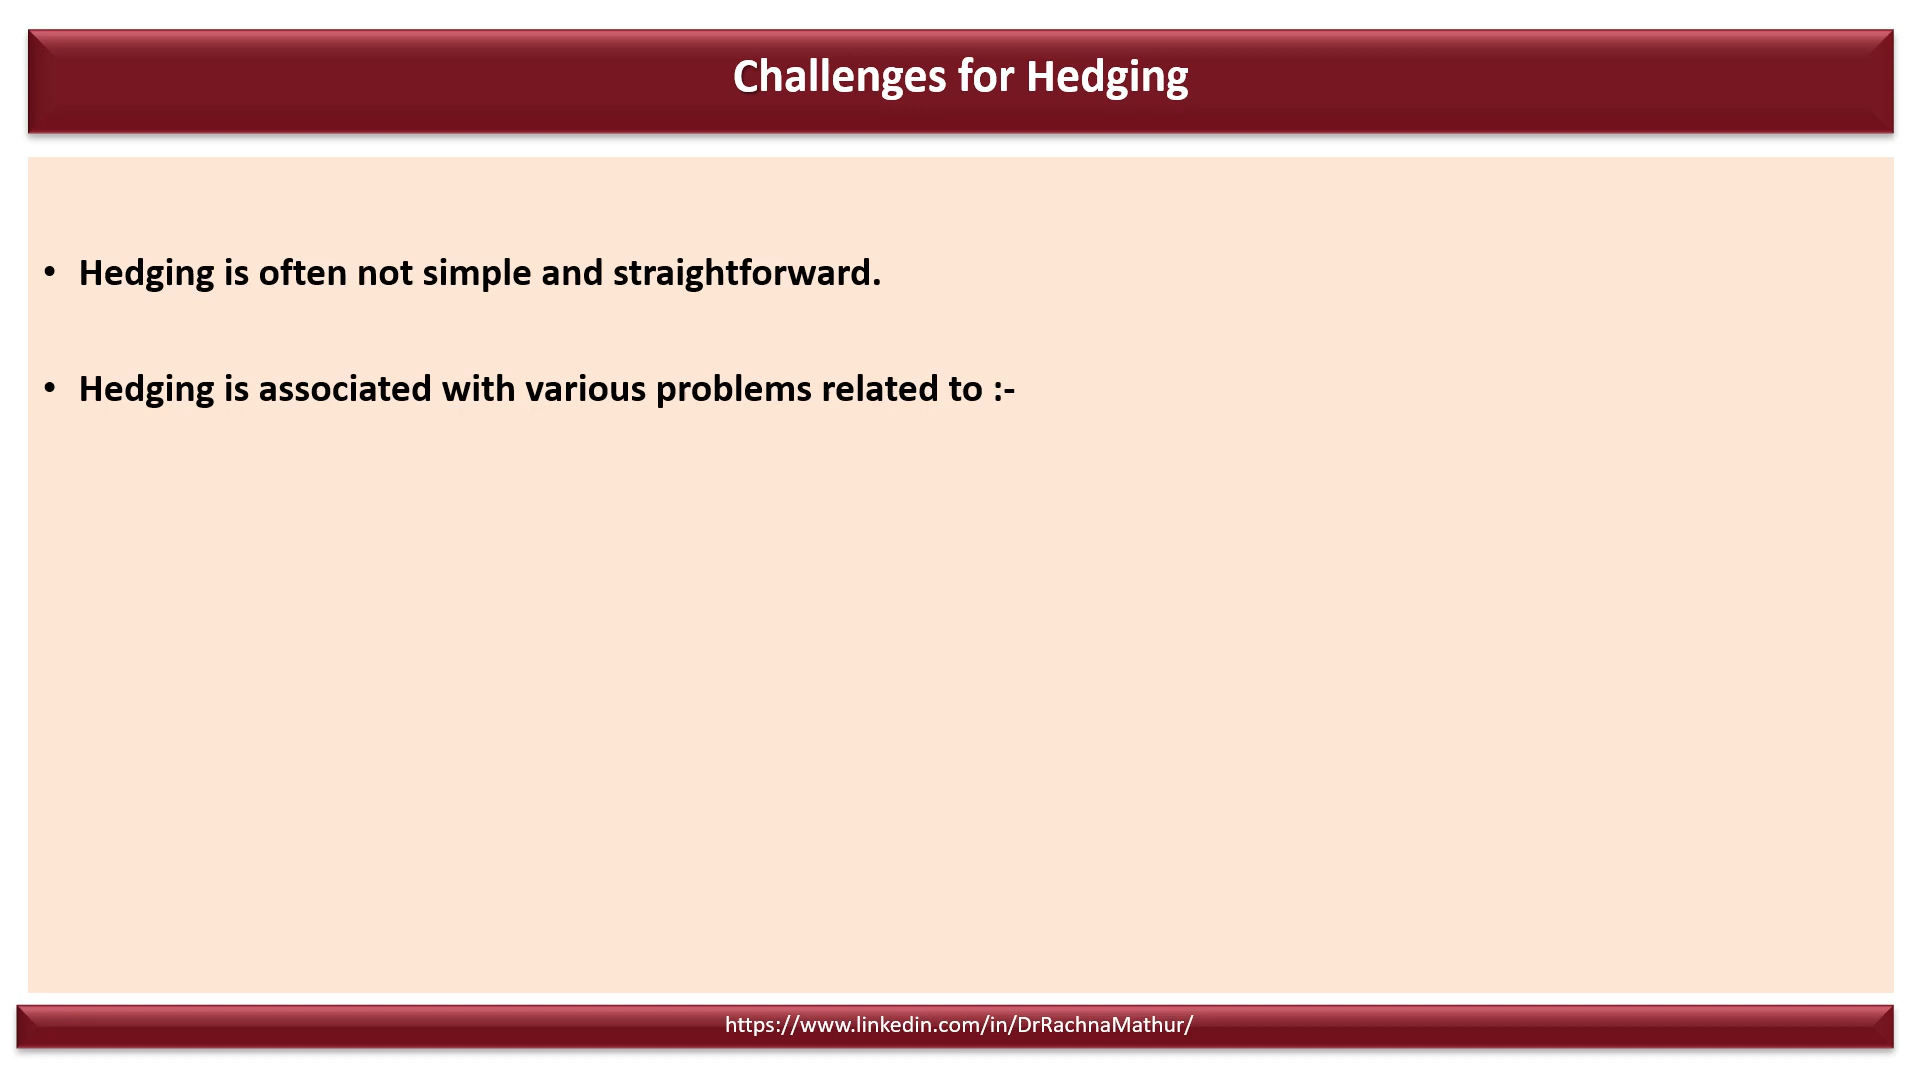 Challenges for Hedging
• Hedging is often not simple and straightforward.
• Hedging is associated with various problems related to :-
https://www.linkedin.com/in/DrRachnaMathur/